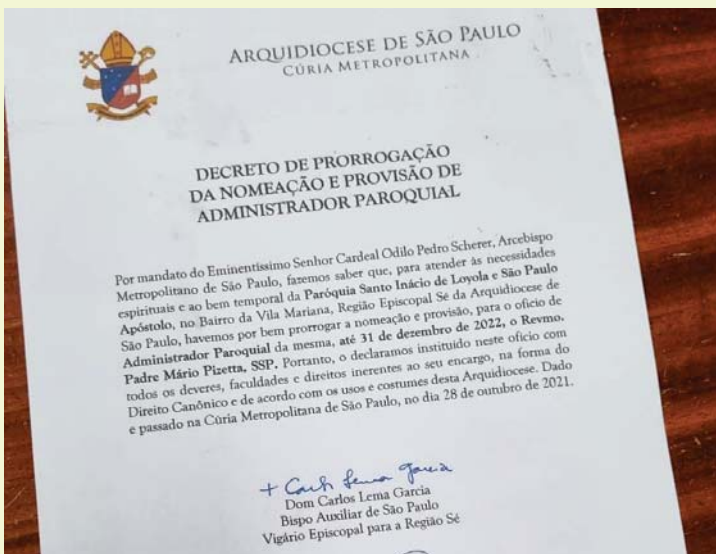 ARQUIDIOCESE DE SÃO PAULO
CÚRIA METROPOLITANA
DECRETO DE PRORROGAÇÃO
DA NOMEAÇÃO E PROVISÃO DE
ADMINISTRADOR PAROQUIAL
Por mandato do Eminentíssimo Senhor Cardeal Odilo Pedro Scherer, Arcebispo
Metropolitano de São Paulo, fazemos saber que, para atender às necessidades
espirituais e ao bem temporal da Paróquia Santo Inácio de Loyola e São Paulo
Apóstolo, no Bairro da Vila Mariana, Região Episcopal Sé da Arquidiocese de
São Paulo, havemos por bem prorrogar a nomeação e provisão, para o ofício de
Administrador Paroquial da mesma, até 31 de dezembro de 2022, o Revmo.
Padre Mário Pizetta, SSP. Portanto, o declaramos instituído neste ofício com
todos os deveres, faculdades e direitos inerentes ao seu encargo, na forma do
Direito Canônico e de acordo com os usos e costumes desta Arquidiocese. Dado
e passado na Cúria Metropolitana de São Paulo, no dia 28 de outubro de 2021.
+ Carlos Lema Garcia
Dom Carlos Lema Garcia
Bispo Auxiliar de São Paulo
Vigário Episcopal para a Região Sé